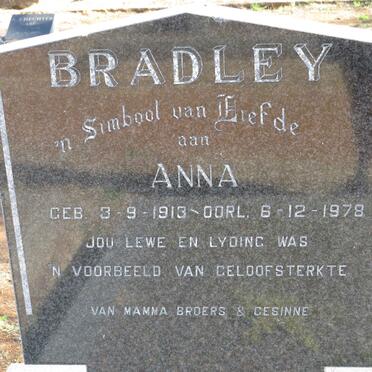 BRADLEY
'n Simbool van Liefde
aan
ANNA
GEB. 3-9-1913 - OORL. 6-12-1978
JOU LEWE EN LYDING WAS
'N VOORBEELD VAN GELOOFSTERKTE
VAN MAMMA BROERS & GESINNE